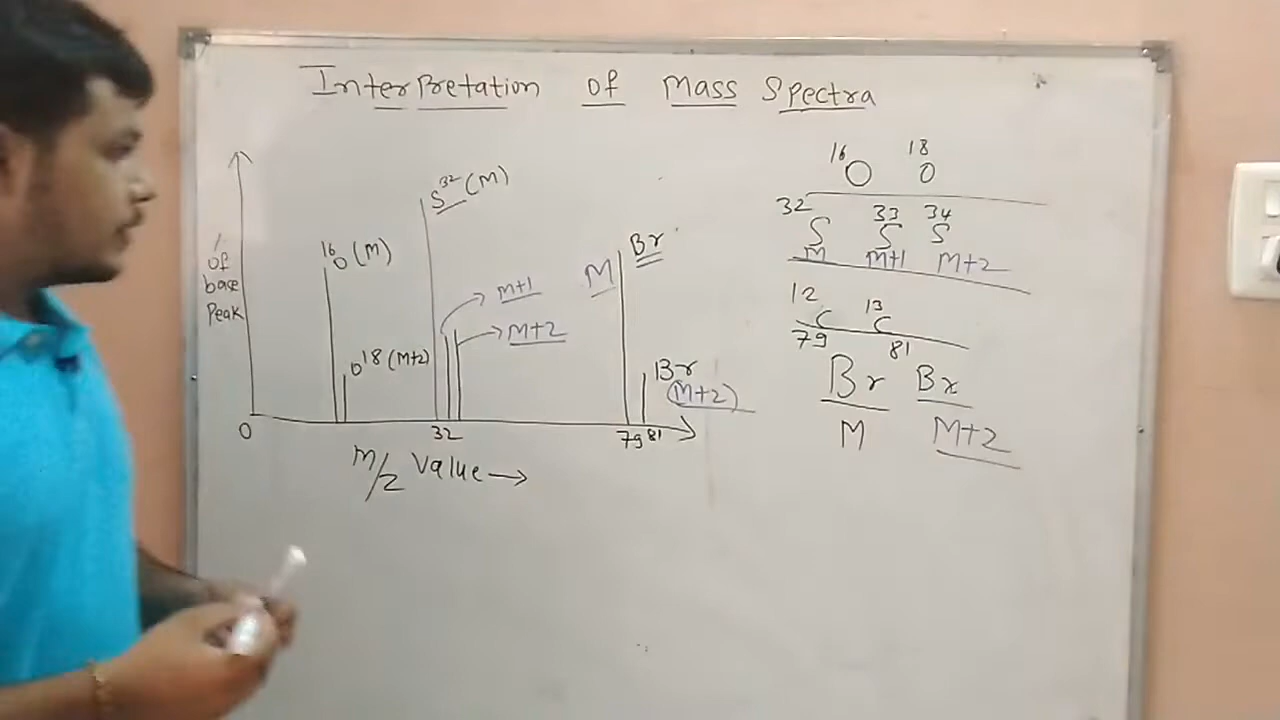 Interpretation of Mass Spectra
% of base Peak
16O (M)
O18 (M+2)
S32 (M)
m+1
M+2
M
Br
Br
(M+2)
0
32
79 81
m/z value →
16O 18O
32S 33S 34S
M m+1 M+2
12C 13C
79Br 81Br
M M+2